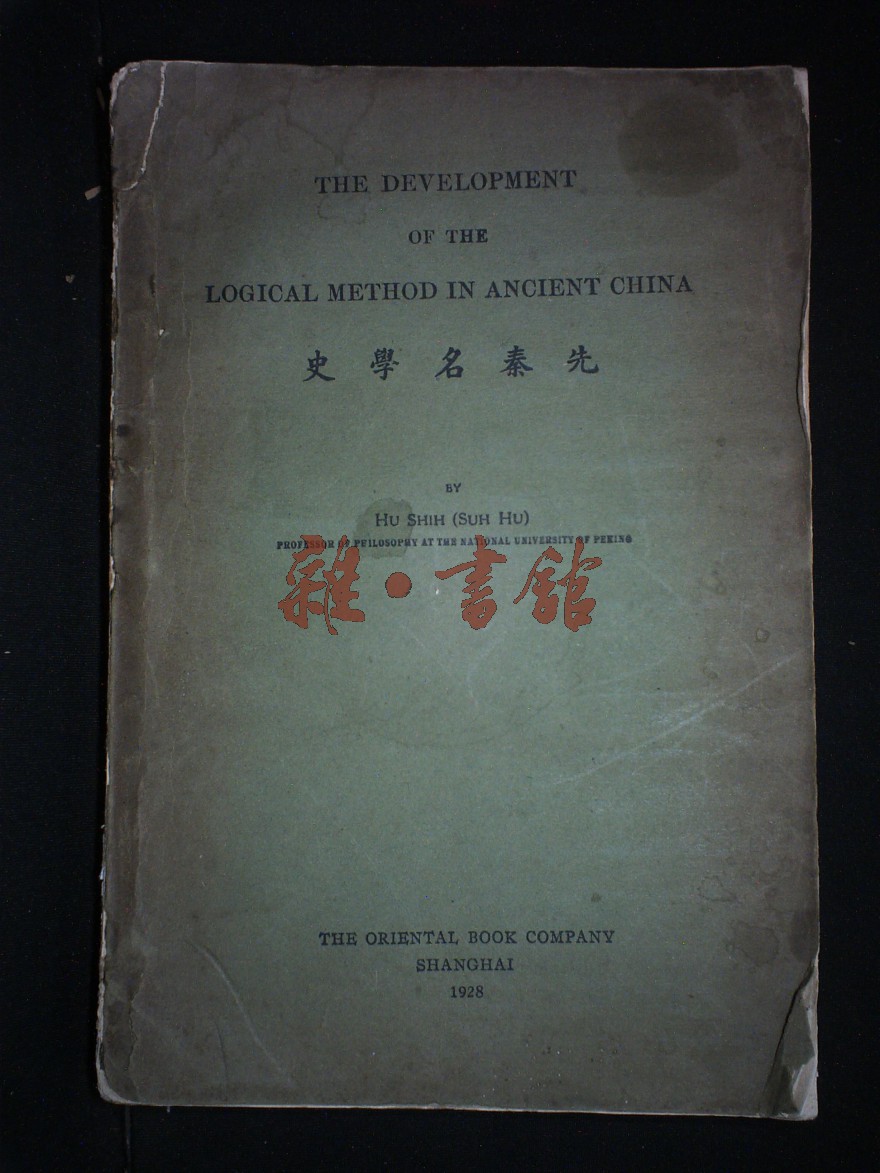 THE DEVELOPMENT
OF THE
LOGICAL METHOD IN ANCIENT CHINA
先秦名學史
BY
HU SHIH (SUH HU)
PROFESSOR OF PHILOSOPHY AT THE NATIONAL UNIVERSITY OF PEKING
雜·書館
THE ORIENTAL BOOK COMPANY
SHANGHAI
1928